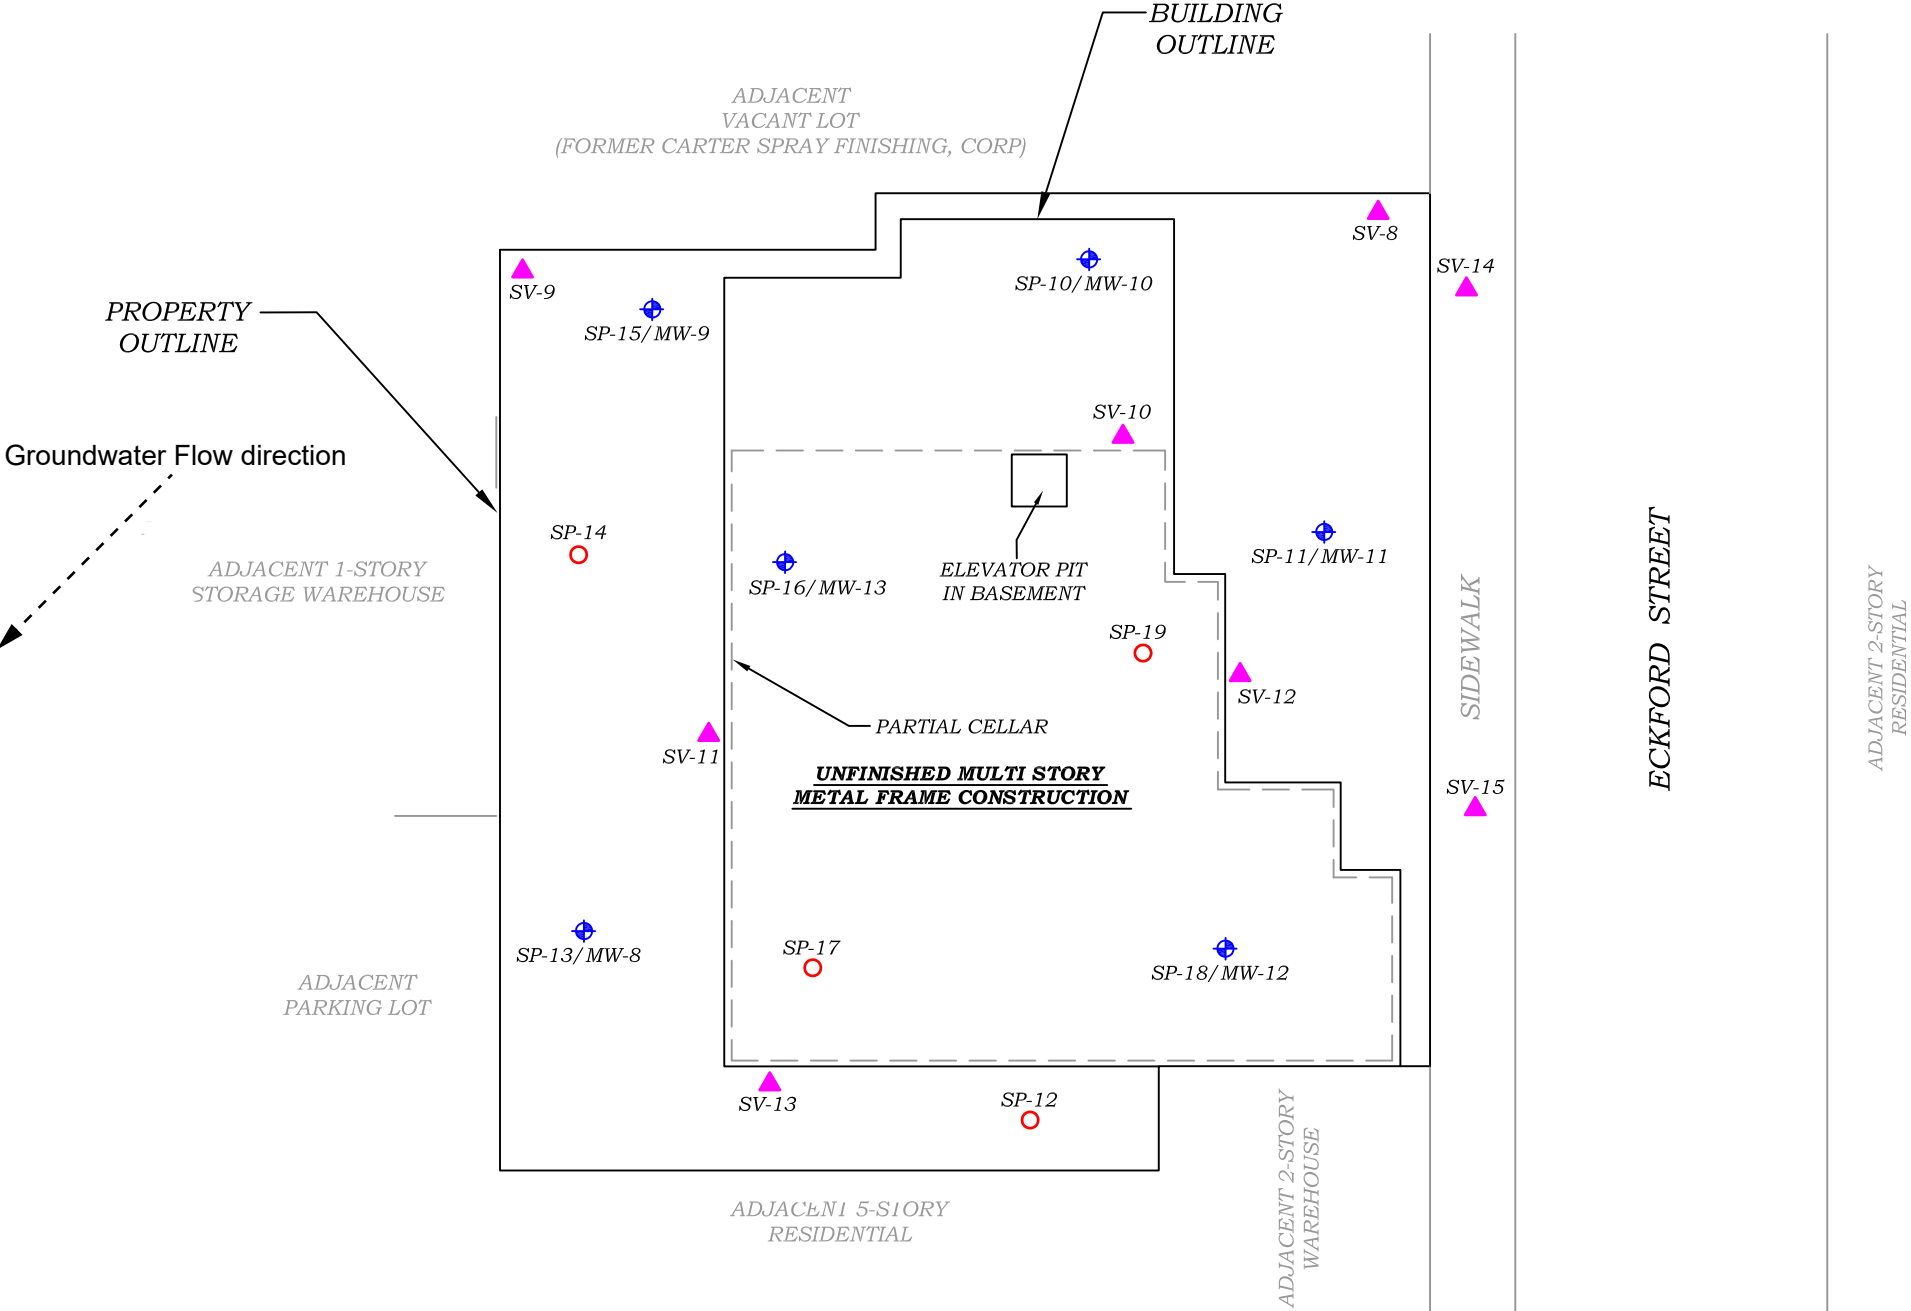 BUILDING
OUTLINE
ADJACENT
VACANT LOT
(FORMER CARTER SPRAY FINISHING, CORP)
SV-8
SV-14
SV-9
SP-10/MW-10
PROPERTY
OUTLINE
SP-15/MW-9
SV-10
Groundwater Flow direction
SP-14
SP-11/MW-11
ADJACENT 1-STORY
STORAGE WAREHOUSE
SP-16/MW-13
ELEVATOR PIT
IN BASEMENT
SP-19
SV-12
SIDEWALK
ECKFORD STREET
ADJACENT 2-STORY
RESIDENTIAL
PARTIAL CELLAR
SV-11
UNFINISHED MULTI STORY
METAL FRAME CONSTRUCTION
SV-15
SP-13/MW-8
SP-17
SP-18/MW-12
ADJACENT
PARKING LOT
SV-13
SP-12
ADJACENT 2-STORY
WAREHOUSE
ADJACENT 5-STORY
RESIDENTIAL